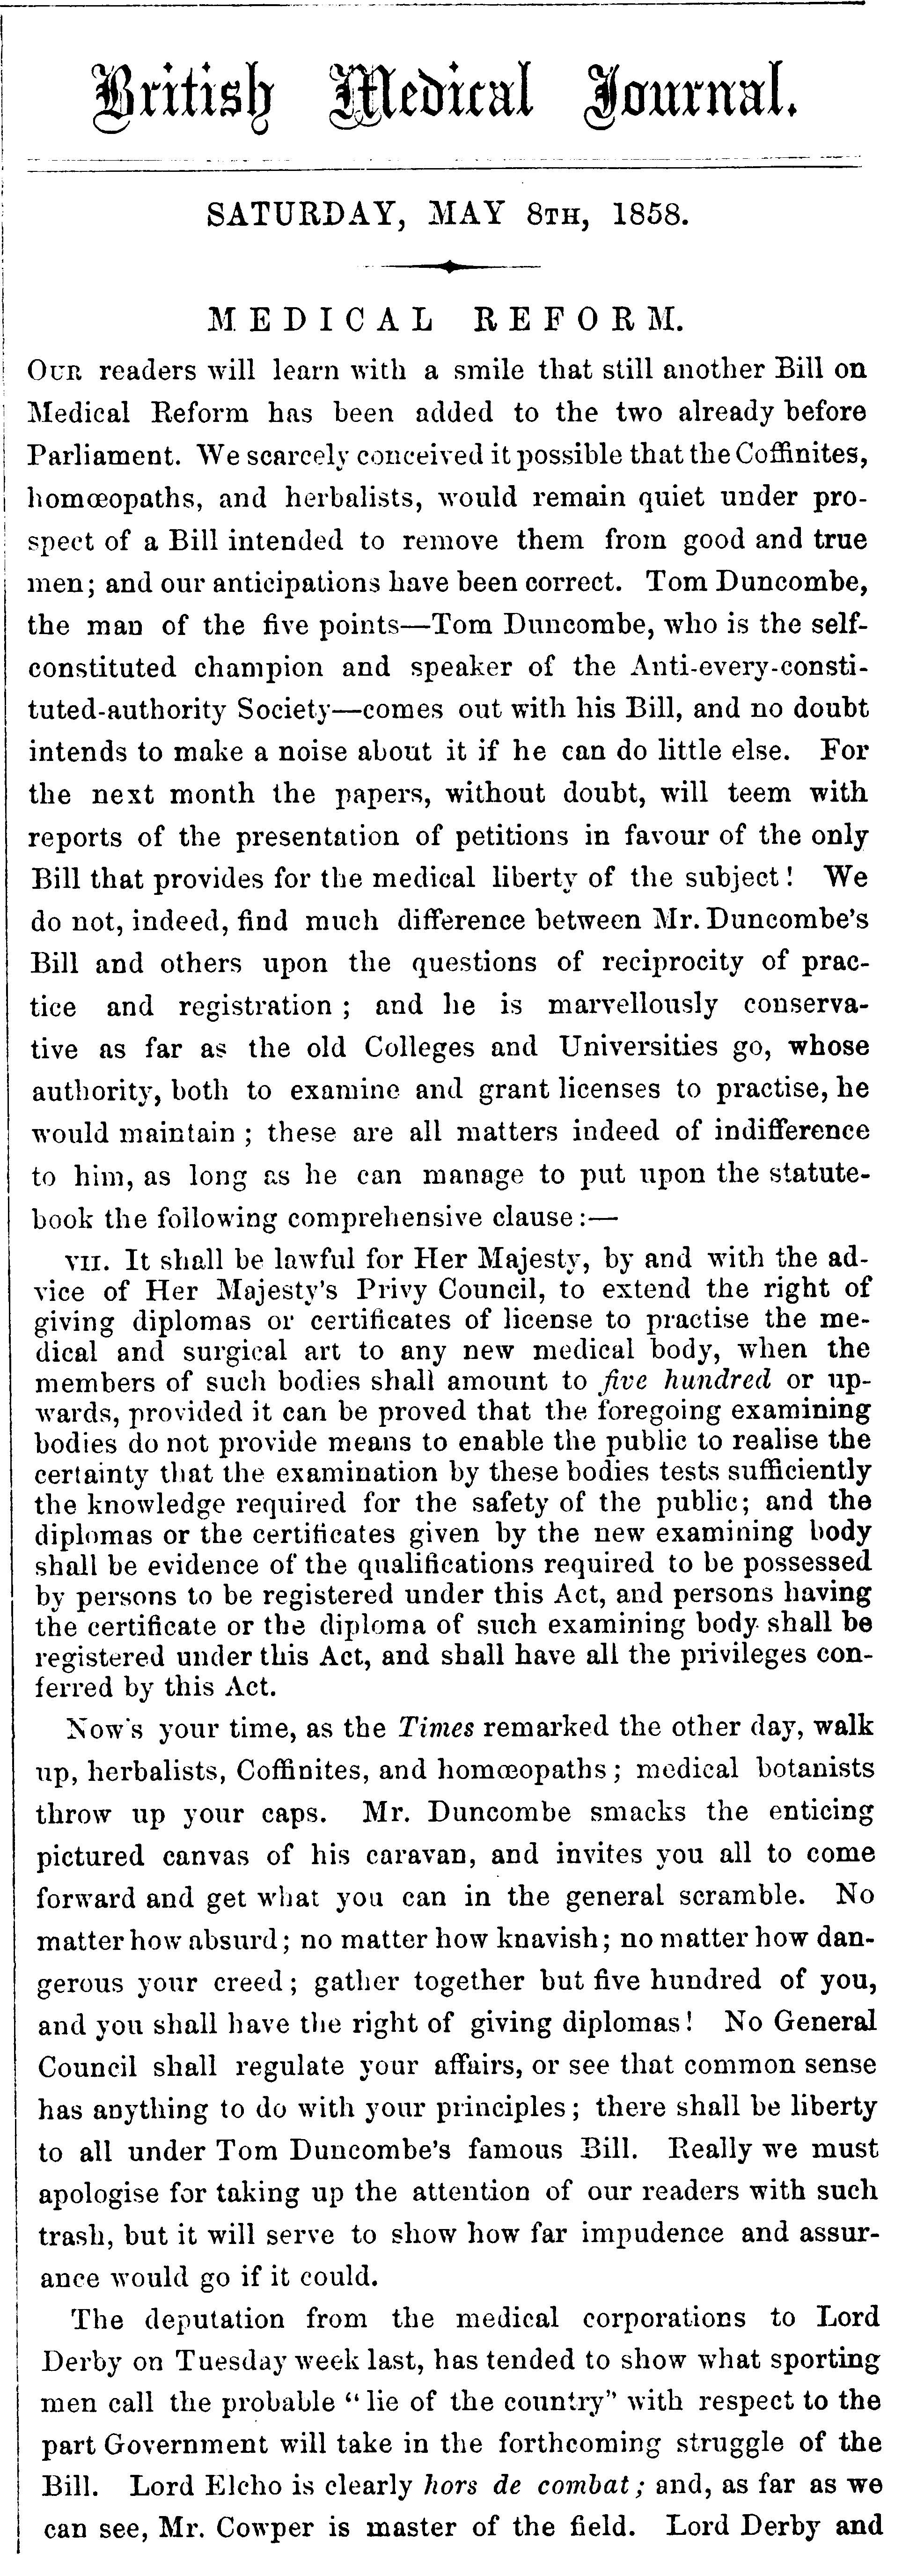 British Medical Journal.
SATURDAY, MAY 8TH, 1858.
MEDICAL REFORM.
OUR readers will learn with a smile that still another Bill on
Medical Reform has been added to the two already before
Parliament. We scarcely conceived it possible that the Coffinites,
homœopaths, and herbalists, would remain quiet under pro-
spect of a Bill intended to remove them from good and true
men; and our anticipations have been correct. Tom Duncombe,
the man of the five points—Tom Duncombe, who is the self-
constituted champion and speaker of the Anti-every-consti-
tuted-authority Society—comes out with his Bill, and no doubt
intends to make a noise about it if he can do little else. For
the next month the papers, without doubt, will teem with
reports of the presentation of petitions in favour of the only
Bill that provides for the medical liberty of the subject! We
do not, indeed, find much difference between Mr. Duncombe's
Bill and others upon the questions of reciprocity of prac-
tice and registration; and he is marvellously conserva-
tive as far as the old Colleges and Universities go, whose
authority, both to examine and grant licenses to practise, he
would maintain; these are all matters indeed of indifference
to him, as long as he can manage to put upon the statute-
book the following comprehensive clause:—
VII. It shall be lawful for Her Majesty, by and with the ad-
vice of Her Majesty's Privy Council, to extend the right of
giving diplomas or certificates of license to practise the me-
dical and surgical art to any new medical body, when the
members of such bodies shall amount to five hundred or up-
wards, provided it can be proved that the foregoing examining
bodies do not provide means to enable the public to realise the
certainty that the examination by these bodies tests sufficiently
the knowledge required for the safety of the public; and the
diplomas or the certificates given by the new examining body
shall be evidence of the qualifications required to be possessed
by persons to be registered under this Act, and persons having
the certificate or the diploma of such examining body shall be
registered under this Act, and shall have all the privileges con-
ferred by this Act.
Now's your time, as the Times remarked the other day, walk
up, herbalists, Coffinites, and homœopaths; medical botanists
throw up your caps. Mr. Duncombe smacks the enticing
pictured canvas of his caravan, and invites you all to come
forward and get what you can in the general scramble. No
matter how absurd; no matter how knavish; no matter how dan-
gerous your creed; gather together but five hundred of you,
and you shall have the right of giving diplomas! No General
Council shall regulate your affairs, or see that common sense
has anything to do with your principles; there shall be liberty
to all under Tom Duncombe's famous Bill. Really we must
apologise for taking up the attention of our readers with such
trash, but it will serve to show how far impudence and assur-
ance would go if it could.
The deputation from the medical corporations to Lord
Derby on Tuesday week last, has tended to show what sporting
men call the probable "lie of the country" with respect to the
part Government will take in the forthcoming struggle of the
Bill. Lord Elcho is clearly hors de combat; and, as far as we
can see, Mr. Cowper is master of the field. Lord Derby and